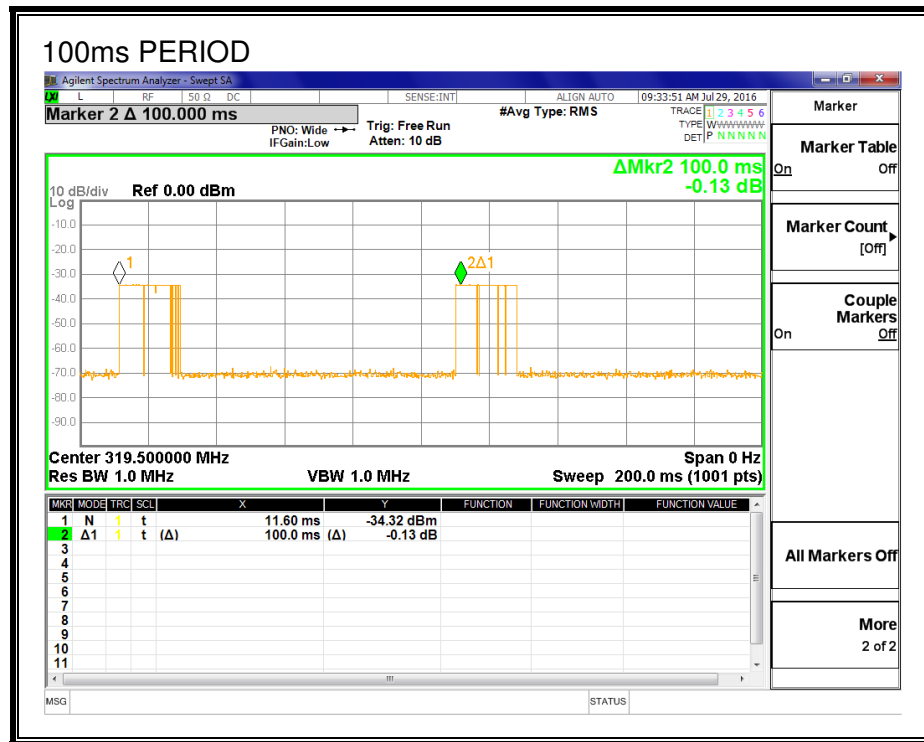 100ms PERIOD
Agilent Spectrum Analyzer - Swept SA
LXI L RF 50 Ω DC SENSE:INT ALIGN AUTO 09:33:51 AM Jul 29, 2016
Marker 2 Δ 100.000 ms
PNO: Wide
IFGain:Low
Trig: Free Run
Atten: 10 dB
#Avg Type: RMS
TRACE 1 2 3 4 5 6
TYPE WWWWWW
DET P N N N N N
ΔMkr2 100.0 ms
-0.13 dB
10 dB/div Ref 0.00 dBm
Log
-10.0
-20.0
-30.0
-40.0
-50.0
-60.0
-70.0
-80.0
-90.0
1
2Δ1
Center 319.500000 MHz Span 0 Hz
Res BW 1.0 MHz VBW 1.0 MHz Sweep 200.0 ms (1001 pts)
MKR MODE TRC SCL X Y FUNCTION FUNCTION WIDTH FUNCTION VALUE
1 N 1 t 11.60 ms -34.32 dBm
2 Δ1 1 t (Δ) 100.0 ms (Δ) -0.13 dB
3
4
5
6
7
8
9
10
11
MSG STATUS
Marker
Marker Table
On Off
Marker Count
[Off]
Couple
Markers
On Off
All Markers Off
More
2 of 2